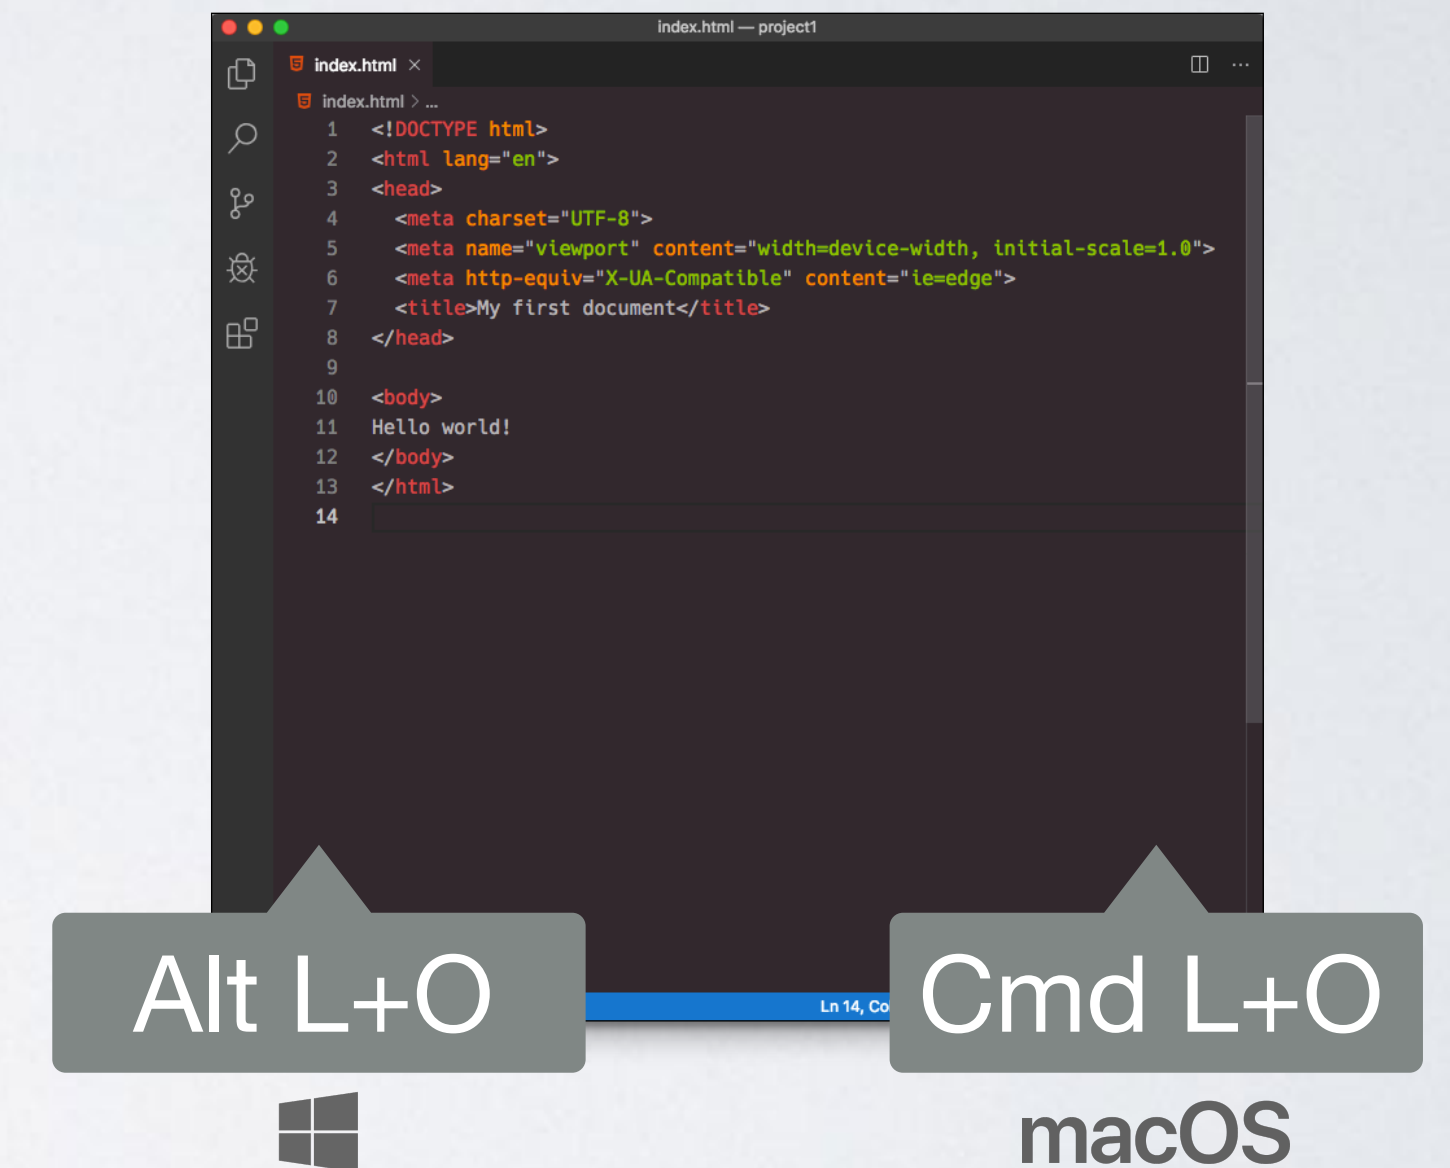 index.html — project1
index.html ×
index.html > ...
1 <!DOCTYPE html>
2 <html lang="en">
3 <head>
4 <meta charset="UTF-8">
5 <meta name="viewport" content="width=device-width, initial-scale=1.0">
6 <meta http-equiv="X-UA-Compatible" content="ie=edge">
7 <title>My first document</title>
8 </head>
9
10 <body>
11 Hello world!
12 </body>
13 </html>
14
Alt L+O
Ln 14, Co
Cmd L+O
macOS